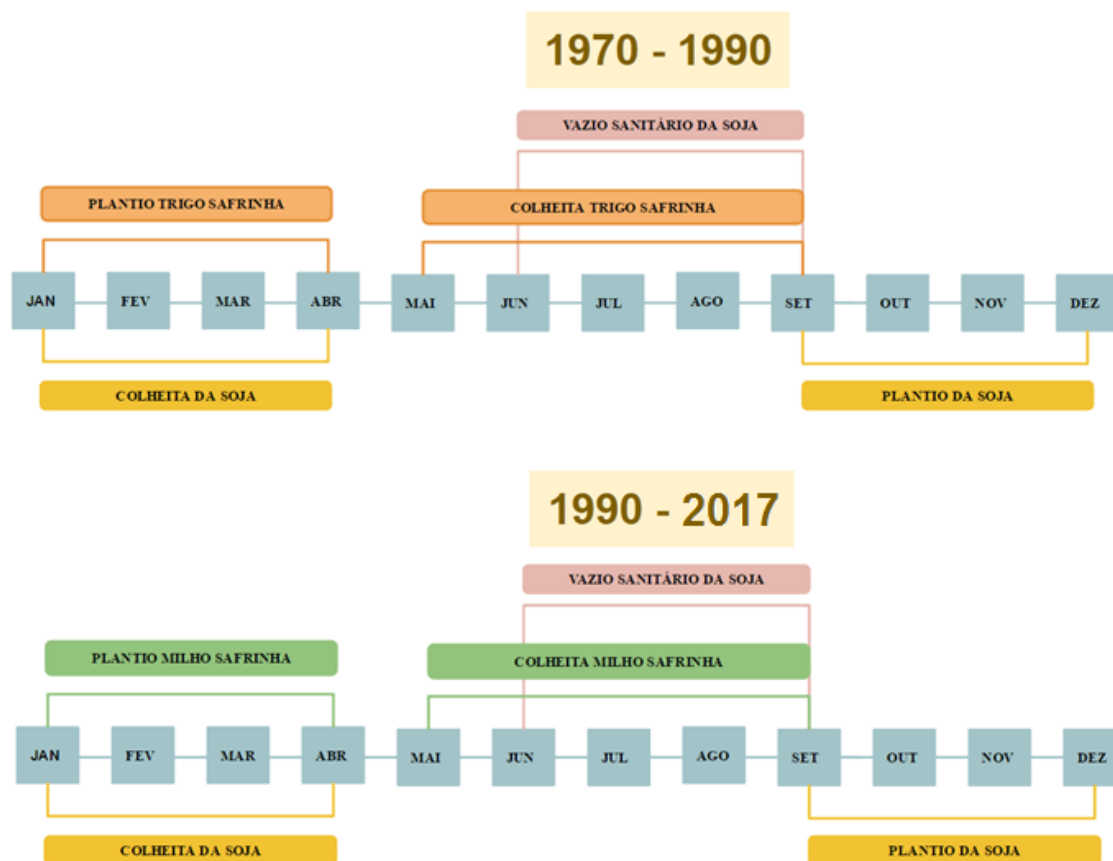 1970 - 1990
VAZIO SANITÁRIO DA SOJA
PLANTIO TRIGO SAFRINHA
COLHEITA TRIGO SAFRINHA
JAN FEV MAR ABR MAI JUN JUL AGO SET OUT NOV DEZ
COLHEITA DA SOJA
PLANTIO DA SOJA
1990 - 2017
VAZIO SANITÁRIO DA SOJA
PLANTIO MILHO SAFRINHA
COLHEITA MILHO SAFRINHA
JAN FEV MAR ABR MAI JUN JUL AGO SET OUT NOV DEZ
COLHEITA DA SOJA
PLANTIO DA SOJA